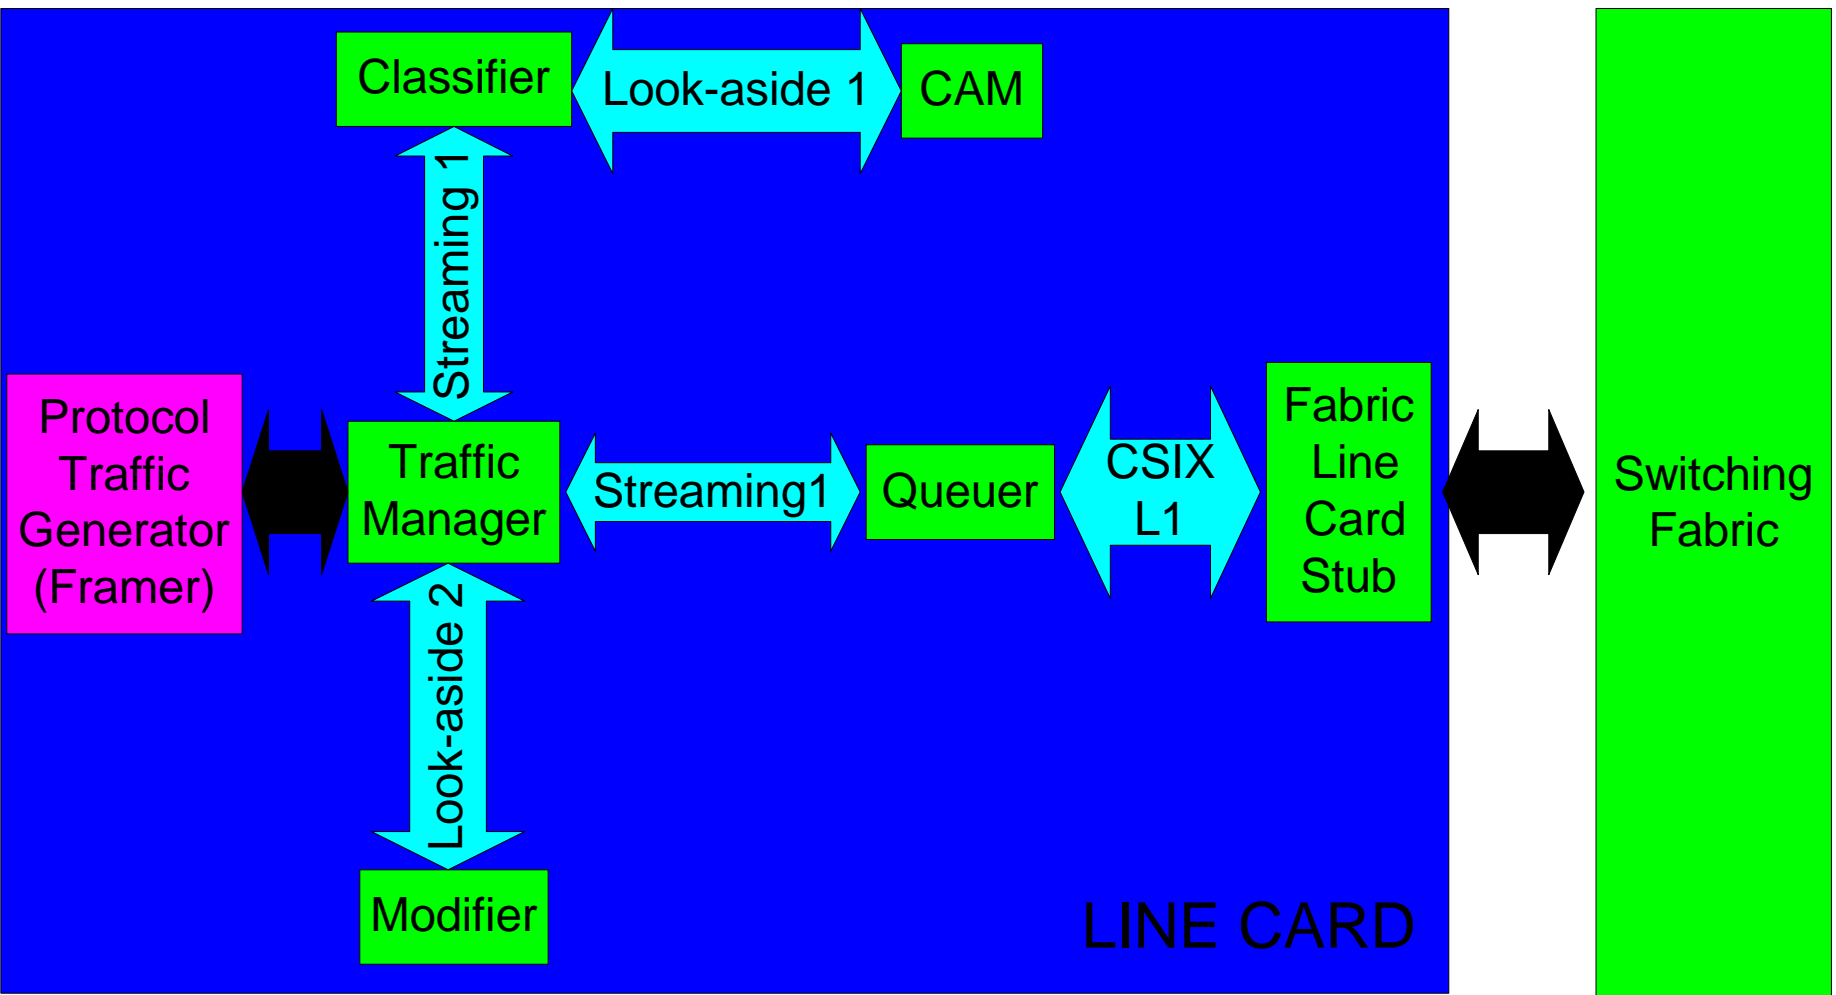 Classifier
Look-aside 1
CAM
Streaming 1
Protocol
Traffic
Generator
(Framer)
Traffic
Manager
Streaming1
Queuer
CSIX
L1
Fabric
Line
Card
Stub
Switching
Fabric
Look-aside 2
Modifier
LINE CARD